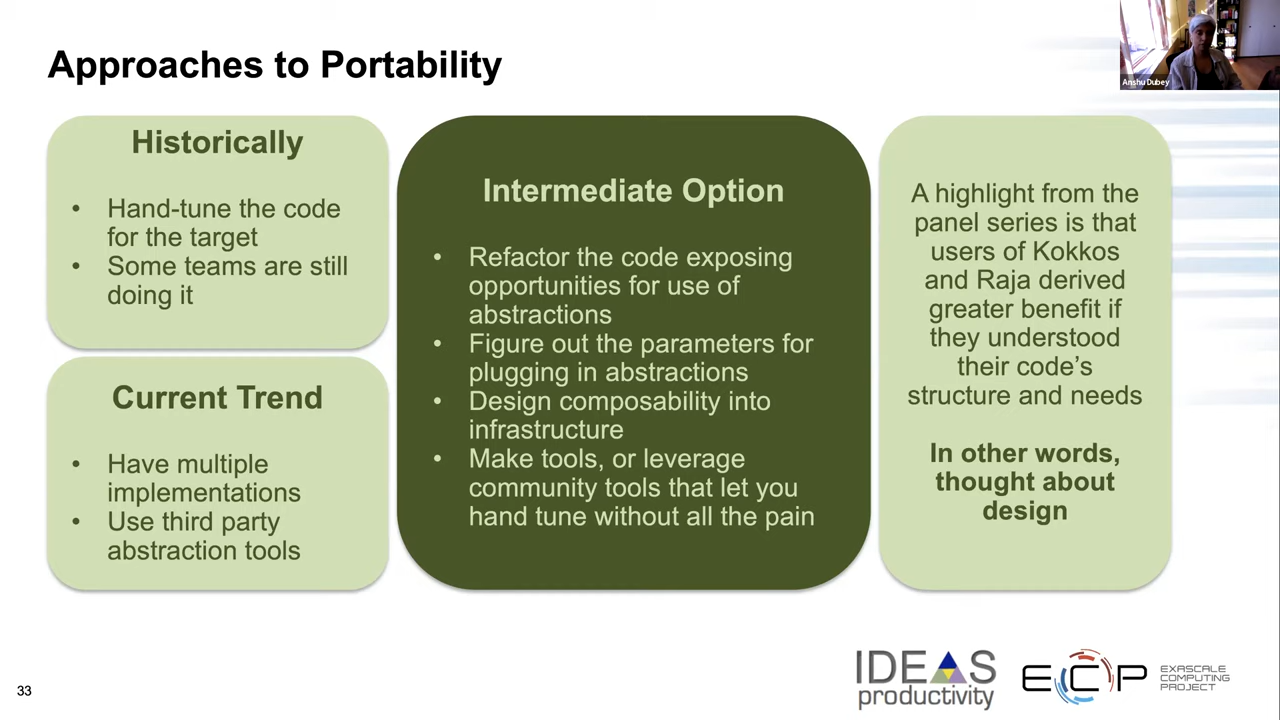 Approaches to Portability
Anshu Dubey
Historically
• Hand-tune the code
for the target
• Some teams are still
doing it
Current Trend
• Have multiple
implementations
• Use third party
abstraction tools
Intermediate Option
• Refactor the code exposing
opportunities for use of
abstractions
• Figure out the parameters for
plugging in abstractions
• Design composability into
infrastructure
• Make tools, or leverage
community tools that let you
hand tune without all the pain
A highlight from the
panel series is that
users of Kokkos
and Raja derived
greater benefit if
they understood
their code’s
structure and needs
In other words,
thought about
design
33
IDEAS
productivity
ECP
EXASCALE
COMPUTING
PROJECT